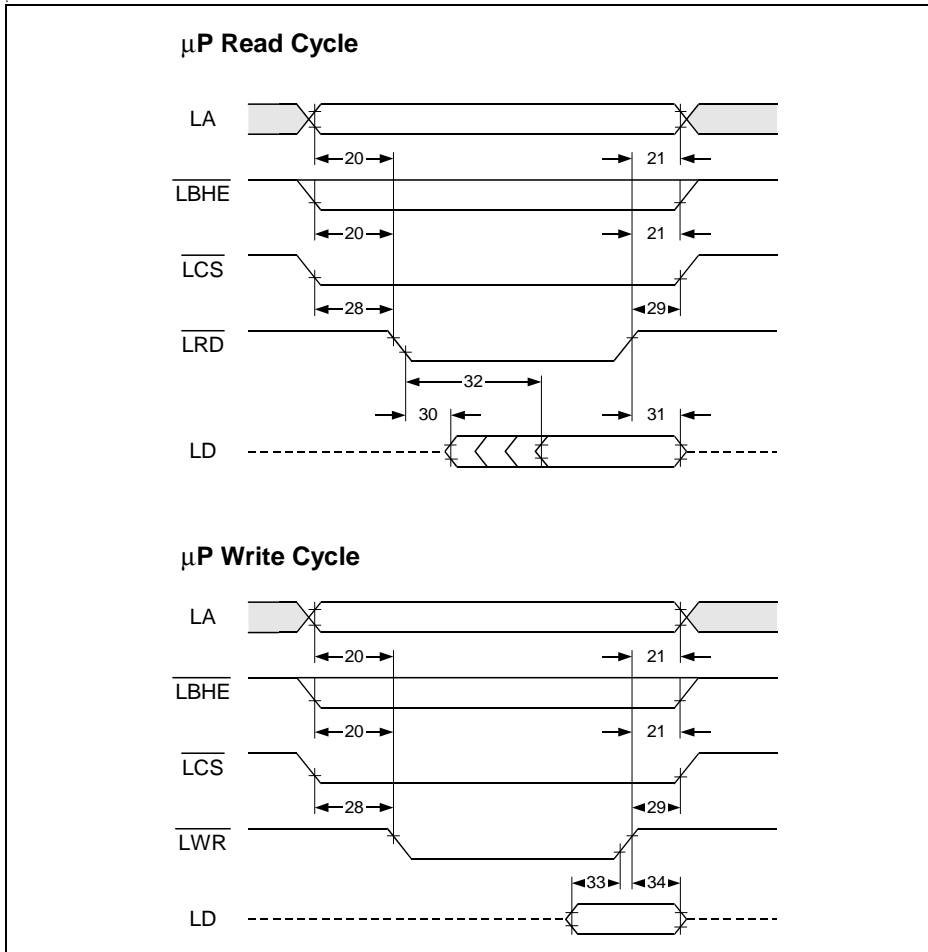 μP Read Cycle
LA
20 21
LBHE
20 21
LCS
28 29
LRD
32
30 31
LD
μP Write Cycle
LA
20 21
LBHE
20 21
LCS
28 29
LWR
33 34
LD